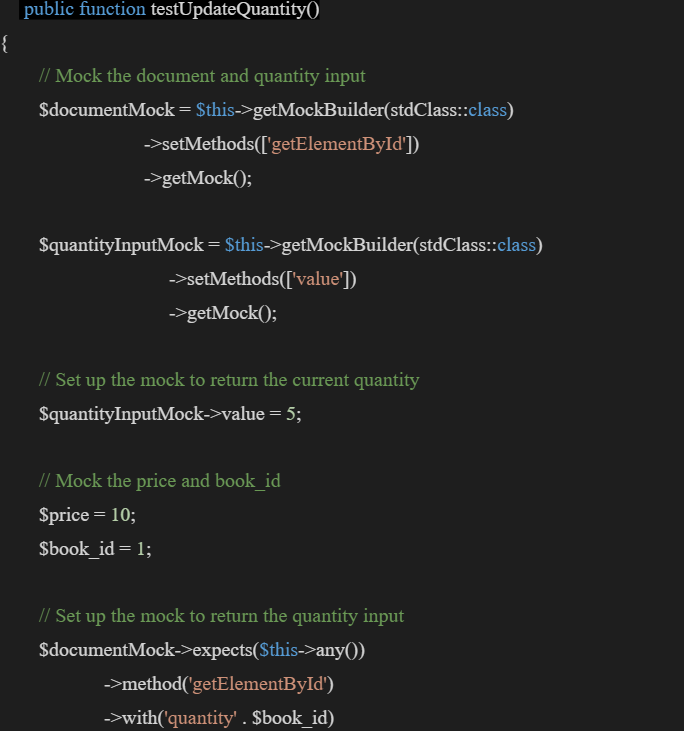 public function testUpdateQuantity()
{
// Mock the document and quantity input
$documentMock = $this->getMockBuilder(stdClass::class)
->setMethods(['getElementById'])
->getMock();
$quantityInputMock = $this->getMockBuilder(stdClass::class)
->setMethods(['value'])
->getMock();
// Set up the mock to return the current quantity
$quantityInputMock->value = 5;
// Mock the price and book_id
$price = 10;
$book_id = 1;
// Set up the mock to return the quantity input
$documentMock->expects($this->any())
->method('getElementById')
->with('quantity' . $book_id)